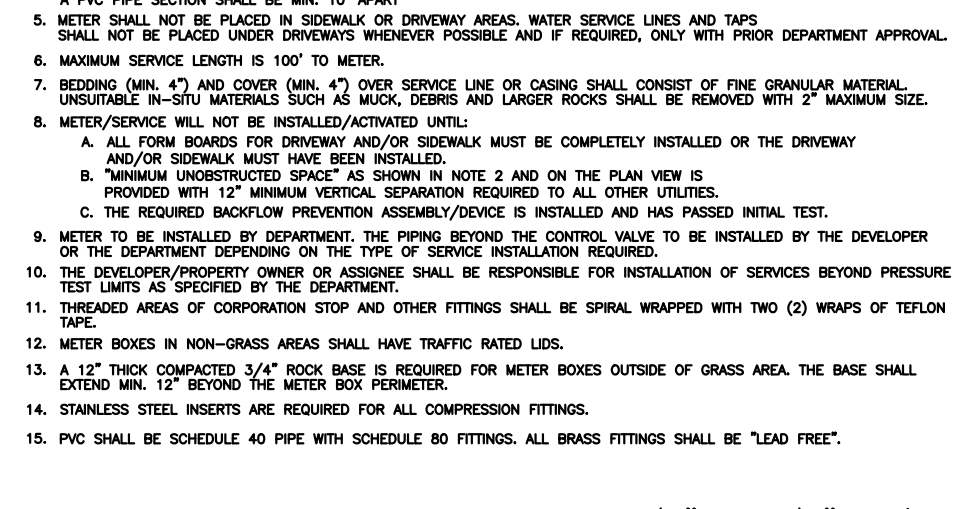 A PVC PIPE SECTION SHALL BE MIN. 10' APART
5. METER SHALL NOT BE PLACED IN SIDEWALK OR DRIVEWAY AREAS. WATER SERVICE LINES AND TAPS
SHALL NOT BE PLACED UNDER DRIVEWAYS WHENEVER POSSIBLE AND IF REQUIRED, ONLY WITH PRIOR DEPARTMENT APPROVAL.
6. MAXIMUM SERVICE LENGTH IS 100' TO METER.
7. BEDDING (MIN. 4") AND COVER (MIN. 4") OVER SERVICE LINE OR CASING SHALL CONSIST OF FINE GRANULAR MATERIAL.
UNSUITABLE IN-SITU MATERIALS SUCH AS MUCK, DEBRIS AND LARGER ROCKS SHALL BE REMOVED WITH 2" MAXIMUM SIZE.
8. METER/SERVICE WILL NOT BE INSTALLED/ACTIVATED UNTIL:
A. ALL FORM BOARDS FOR DRIVEWAY AND/OR SIDEWALK MUST BE COMPLETELY INSTALLED OR THE DRIVEWAY
AND/OR SIDEWALK MUST HAVE BEEN INSTALLED.
B. "MINIMUM UNOBSTRUCTED SPACE" AS SHOWN IN NOTE 2 AND ON THE PLAN VIEW IS
PROVIDED WITH 12" MINIMUM VERTICAL SEPARATION REQUIRED TO ALL OTHER UTILITIES.
C. THE REQUIRED BACKFLOW PREVENTION ASSEMBLY/DEVICE IS INSTALLED AND HAS PASSED INITIAL TEST.
9. METER TO BE INSTALLED BY DEPARTMENT. THE PIPING BEYOND THE CONTROL VALVE TO BE INSTALLED BY THE DEVELOPER
OR THE DEPARTMENT DEPENDING ON THE TYPE OF SERVICE INSTALLATION REQUIRED.
10. THE DEVELOPER/PROPERTY OWNER OR ASSIGNEE SHALL BE RESPONSIBLE FOR INSTALLATION OF SERVICES BEYOND PRESSURE
TEST LIMITS AS SPECIFIED BY THE DEPARTMENT.
11. THREADED AREAS OF CORPORATION STOP AND OTHER FITTINGS SHALL BE SPIRAL WRAPPED WITH TWO (2) WRAPS OF TEFLON
TAPE.
12. METER BOXES IN NON-GRASS AREAS SHALL HAVE TRAFFIC RATED LIDS.
13. A 12" THICK COMPACTED 3/4" ROCK BASE IS REQUIRED FOR METER BOXES OUTSIDE OF GRASS AREA. THE BASE SHALL
EXTEND MIN. 12" BEYOND THE METER BOX PERIMETER.
14. STAINLESS STEEL INSERTS ARE REQUIRED FOR ALL COMPRESSION FITTINGS.
15. PVC SHALL BE SCHEDULE 40 PIPE WITH SCHEDULE 80 FITTINGS. ALL BRASS FITTINGS SHALL BE "LEAD FREE".